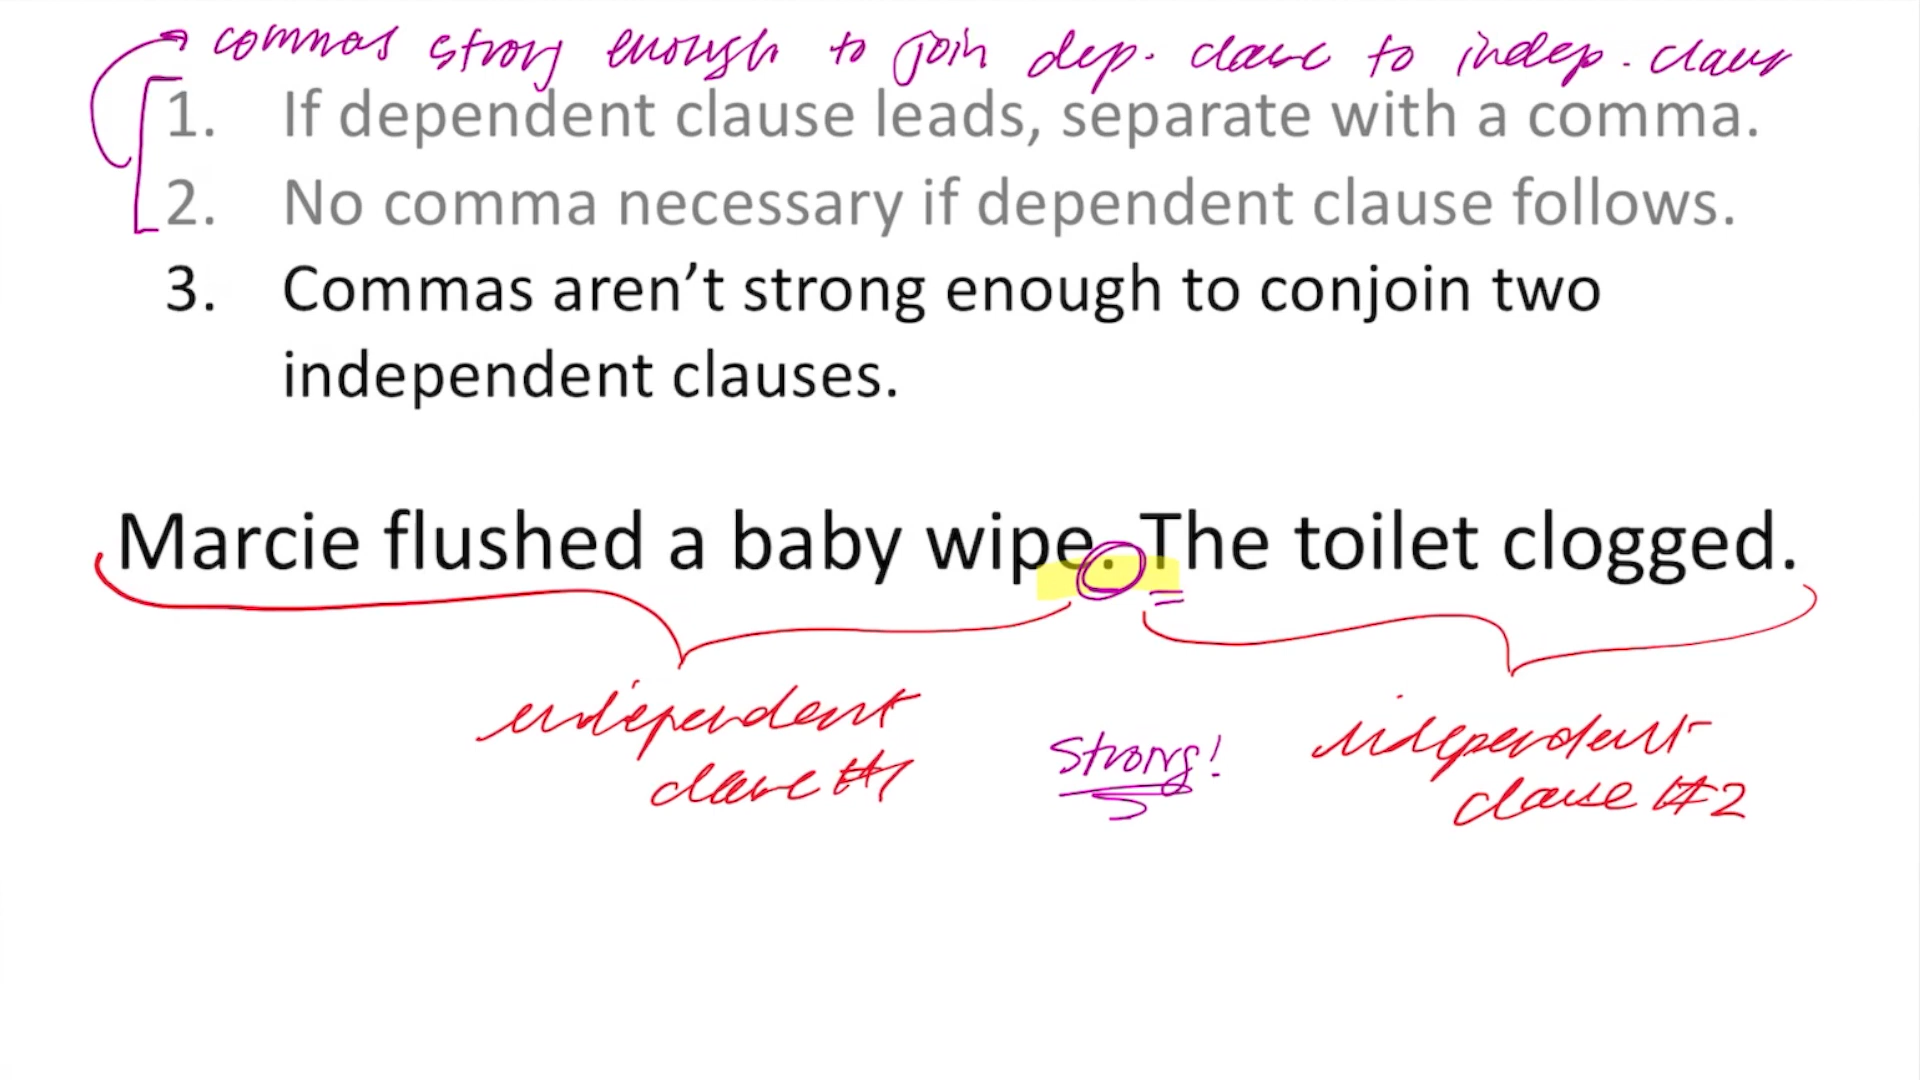 commas strong enough to join dep. clause to indep. clause
1. If dependent clause leads, separate with a comma.
2. No comma necessary if dependent clause follows.
3. Commas aren’t strong enough to conjoin two
independent clauses.
Marcie flushed a baby wipe. The toilet clogged.
independent
clause #1
Strong!
independent
clause #2